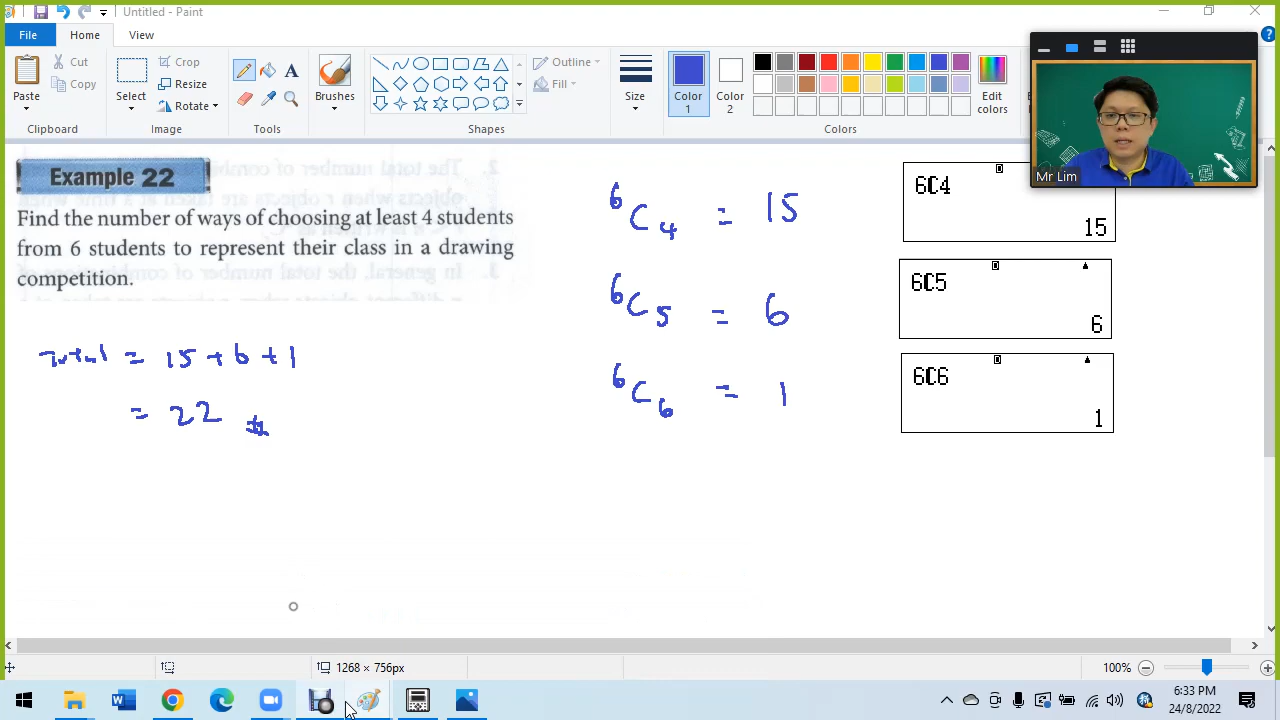 Untitled - Paint
File
Home
View
Paste
Cut
Copy
Clipboard
Select
Crop
Resize
Rotate
Image
A
Tools
Brushes
Outline
Fill
Shapes
Size
Color
1
Color
2
Edit
colors
Colors
Mr Lim
Example 22
Find the number of ways of choosing at least 4 students
from 6 students to represent their class in a drawing
competition.
Total = 15 + 6 + 1
= 22 #
⁶C₄ = 15
⁶C₅ = 6
⁶C₆ = 1
6C4
15
6C5
6
6C6
1
1268 × 756px
100%
6:33 PM
24/8/2022